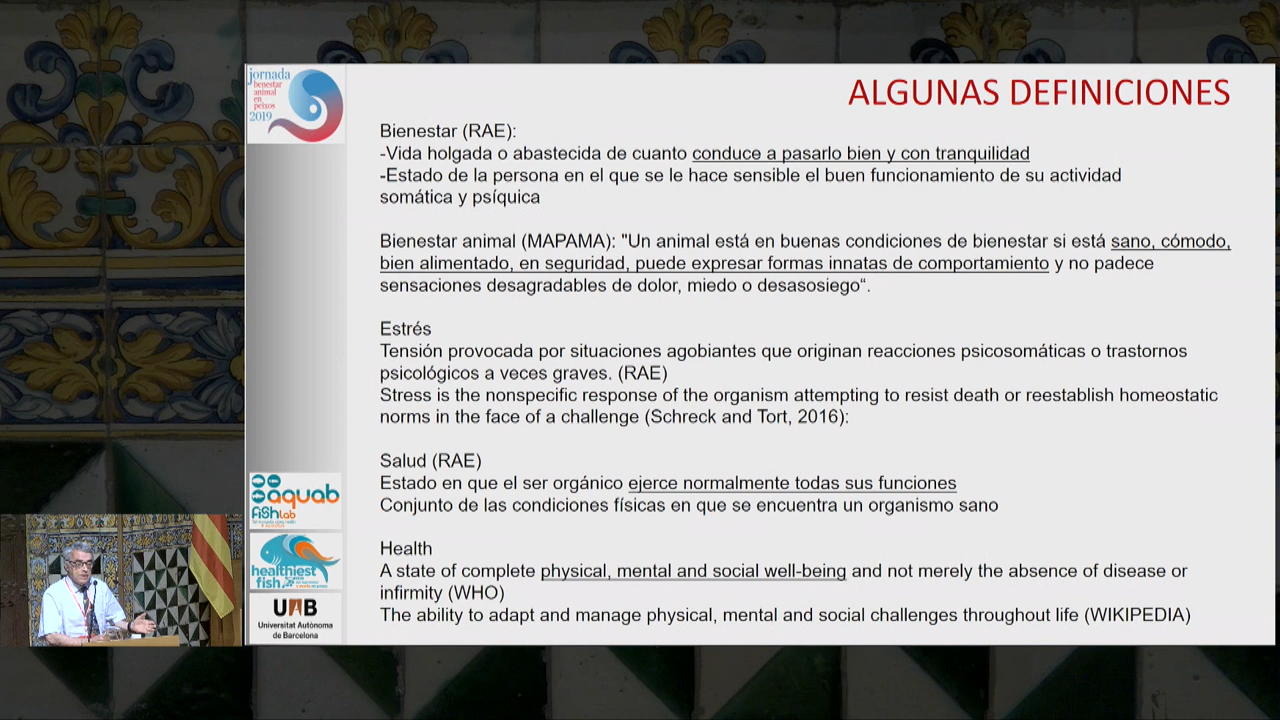 jornada
benestar
animal
en
peixos
2019
ALGUNAS DEFINICIONES
Bienestar (RAE):
-Vida holgada o abastecida de cuanto conduce a pasarlo bien y con tranquilidad
-Estado de la persona en el que se le hace sensible el buen funcionamiento de su actividad
somática y psíquica
Bienestar animal (MAPAMA): "Un animal está en buenas condiciones de bienestar si está sano, cómodo,
bien alimentado, en seguridad, puede expresar formas innatas de comportamiento y no padece
sensaciones desagradables de dolor, miedo o desasosiego“.
Estrés
Tensión provocada por situaciones agobiantes que originan reacciones psicosomáticas o trastornos
psicológicos a veces graves. (RAE)
Stress is the nonspecific response of the organism attempting to resist death or reestablish homeostatic
norms in the face of a challenge (Schreck and Tort, 2016):
Salud (RAE)
Estado en que el ser orgánico ejerce normalmente todas sus funciones
Conjunto de las condiciones físicas en que se encuentra un organismo sano
Health
A state of complete physical, mental and social well-being and not merely the absence of disease or
infirmity (WHO)
The ability to adapt and manage physical, mental and social challenges throughout life (WIKIPEDIA)
aquab
fishlab
healthiest
fish
UAB
Universitat Autònoma
de Barcelona